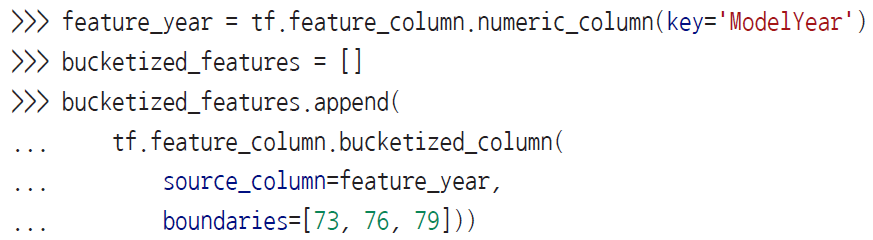 >>> feature_year = tf.feature_column.numeric_column(key='ModelYear')
>>> bucketized_features = []
>>> bucketized_features.append(
...     tf.feature_column.bucketized_column(
...         source_column=feature_year,
...         boundaries=[73, 76, 79]))